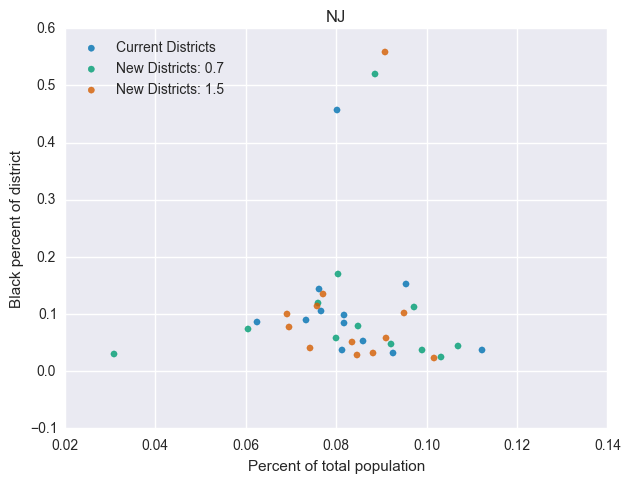 NJ
Current Districts
New Districts: 0.7
New Districts: 1.5
Black percent of district
0.6
0.5
0.4
0.3
0.2
0.1
0.0
−0.1
0.02 0.04 0.06 0.08 0.10 0.12 0.14
Percent of total population